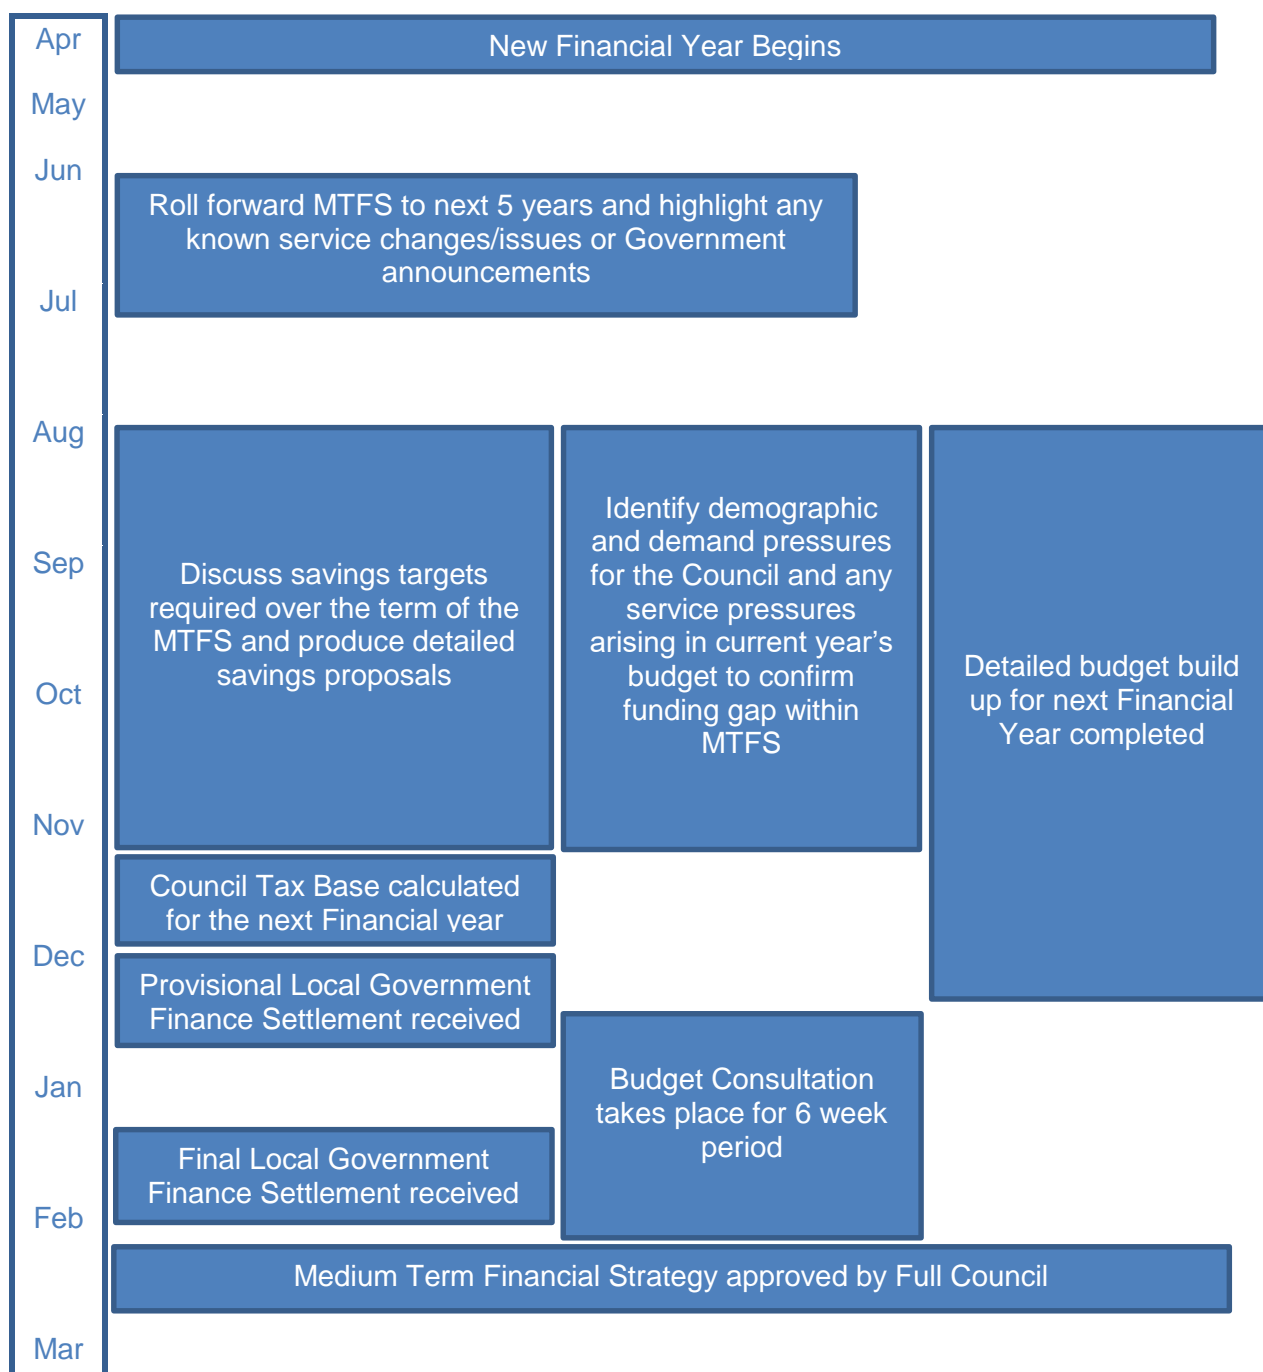 Apr
New Financial Year Begins
May
Jun
Roll forward MTFS to next 5 years and highlight any
known service changes/issues or Government
announcements
Jul
Aug
Sep
Oct
Nov
Discuss savings targets
required over the term of the
MTFS and produce detailed
savings proposals
Identify demographic
and demand pressures
for the Council and any
service pressures
arising in current year’s
budget to confirm
funding gap within
MTFS
Detailed budget build
up for next Financial
Year completed
Council Tax Base calculated
for the next Financial year
Dec
Provisional Local Government
Finance Settlement received
Jan
Budget Consultation
takes place for 6 week
period
Final Local Government
Finance Settlement received
Feb
Medium Term Financial Strategy approved by Full Council
Mar